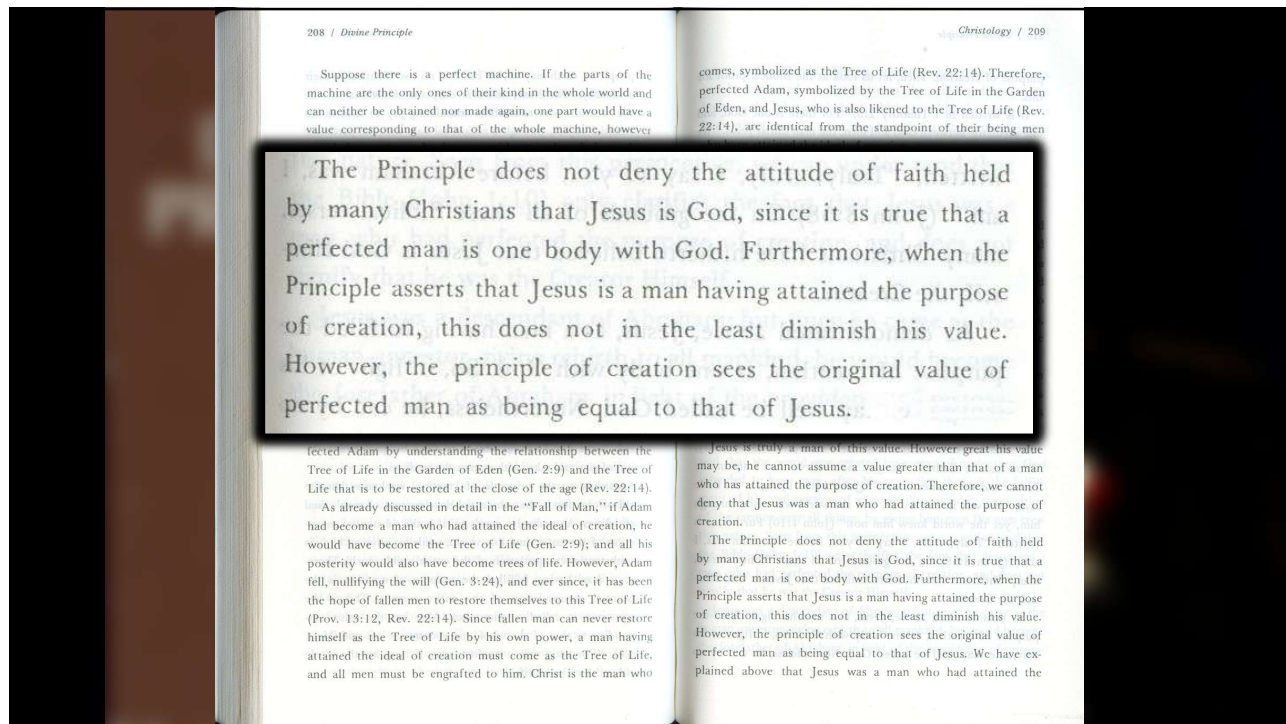 208 / Divine Principle
Suppose there is a perfect machine. If the parts of the
machine are the only ones of their kind in the whole world and
can neither be obtained nor made again, one part would have a
value corresponding to that of the whole machine, however
Christology / 209
comes, symbolized as the Tree of Life (Rev. 22:14). Therefore,
perfected Adam, symbolized by the Tree of Life in the Garden
of Eden, and Jesus, who is also likened to the Tree of Life (Rev.
22:14), are identical from the standpoint of their being men
The Principle does not deny the attitude of faith held
by many Christians that Jesus is God, since it is true that a
perfected man is one body with God. Furthermore, when the
Principle asserts that Jesus is a man having attained the purpose
of creation, this does not in the least diminish his value.
However, the principle of creation sees the original value of
perfected man as being equal to that of Jesus.
fected Adam by understanding the relationship between the
Tree of Life in the Garden of Eden (Gen. 2:9) and the Tree of
Life that is to be restored at the close of the age (Rev. 22:14).
As already discussed in detail in the "Fall of Man," if Adam
had become a man who had attained the ideal of creation, he
would have become the Tree of Life (Gen. 2:9); and all his
posterity would also have become trees of life. However, Adam
fell, nullifying the will (Gen. 3:24), and ever since, it has been
the hope of fallen men to restore themselves to this Tree of Life
(Prov. 13:12, Rev. 22:14). Since fallen man can never restore
himself as the Tree of Life by his own power, a man having
attained the ideal of creation must come as the Tree of Life,
and all men must be engrafted to him. Christ is the man who
Jesus is truly a man of this value. However great his value
may be, he cannot assume a value greater than that of a man
who has attained the purpose of creation. Therefore, we cannot
deny that Jesus was a man who had attained the purpose of
creation.
The Principle does not deny the attitude of faith held
by many Christians that Jesus is God, since it is true that a
perfected man is one body with God. Furthermore, when the
Principle asserts that Jesus is a man having attained the purpose
of creation, this does not in the least diminish his value.
However, the principle of creation sees the original value of
perfected man as being equal to that of Jesus. We have ex-
plained above that Jesus was a man who had attained the